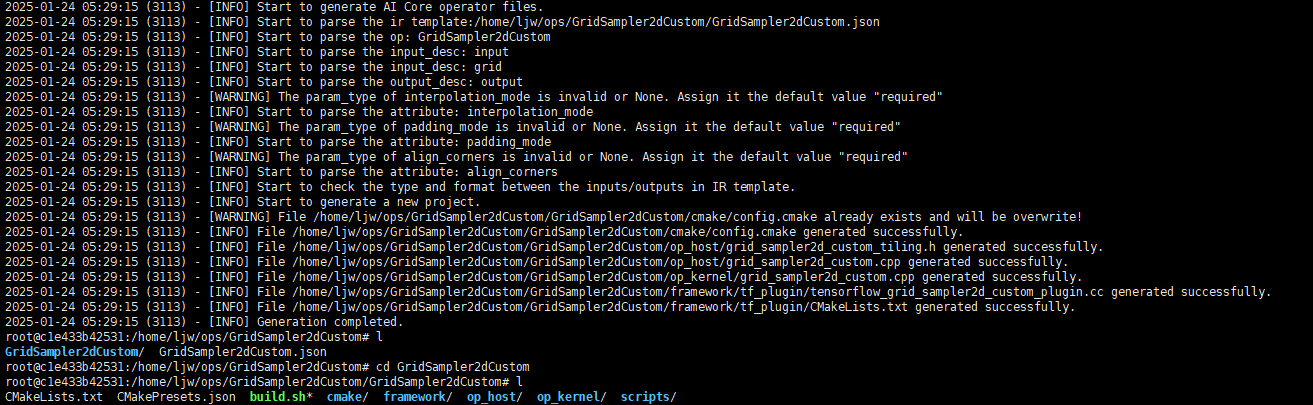 2025-01-24 05:29:15 (3113) - [INFO] Start to generate AI Core operator files.
2025-01-24 05:29:15 (3113) - [INFO] Start to parse the ir template:/home/ljw/ops/GridSampler2dCustom/GridSampler2dCustom.json
2025-01-24 05:29:15 (3113) - [INFO] Start to parse the op: GridSampler2dCustom
2025-01-24 05:29:15 (3113) - [INFO] Start to parse the input_desc: input
2025-01-24 05:29:15 (3113) - [INFO] Start to parse the input_desc: grid
2025-01-24 05:29:15 (3113) - [INFO] Start to parse the output_desc: output
2025-01-24 05:29:15 (3113) - [WARNING] The param_type of interpolation_mode is invalid or None. Assign it the default value "required"
2025-01-24 05:29:15 (3113) - [INFO] Start to parse the attribute: interpolation_mode
2025-01-24 05:29:15 (3113) - [WARNING] The param_type of padding_mode is invalid or None. Assign it the default value "required"
2025-01-24 05:29:15 (3113) - [INFO] Start to parse the attribute: padding_mode
2025-01-24 05:29:15 (3113) - [WARNING] The param_type of align_corners is invalid or None. Assign it the default value "required"
2025-01-24 05:29:15 (3113) - [INFO] Start to parse the attribute: align_corners
2025-01-24 05:29:15 (3113) - [INFO] Start to check the type and format between the inputs/outputs in IR template.
2025-01-24 05:29:15 (3113) - [INFO] Start to generate a new project.
2025-01-24 05:29:15 (3113) - [WARNING] File /home/ljw/ops/GridSampler2dCustom/GridSampler2dCustom/cmake/config.cmake already exists and will be overwrite!
2025-01-24 05:29:15 (3113) - [INFO] File /home/ljw/ops/GridSampler2dCustom/GridSampler2dCustom/cmake/config.cmake generated successfully.
2025-01-24 05:29:15 (3113) - [INFO] File /home/ljw/ops/GridSampler2dCustom/GridSampler2dCustom/op_host/grid_sampler2d_custom_tiling.h generated successfully.
2025-01-24 05:29:15 (3113) - [INFO] File /home/ljw/ops/GridSampler2dCustom/GridSampler2dCustom/op_host/grid_sampler2d_custom.cpp generated successfully.
2025-01-24 05:29:15 (3113) - [INFO] File /home/ljw/ops/GridSampler2dCustom/GridSampler2dCustom/op_kernel/grid_sampler2d_custom.cpp generated successfully.
2025-01-24 05:29:15 (3113) - [INFO] File /home/ljw/ops/GridSampler2dCustom/GridSampler2dCustom/framework/tf_plugin/tensorflow_grid_sampler2d_custom_plugin.cc generated successfully.
2025-01-24 05:29:15 (3113) - [INFO] File /home/ljw/ops/GridSampler2dCustom/GridSampler2dCustom/framework/tf_plugin/CMakeLists.txt generated successfully.
2025-01-24 05:29:15 (3113) - [INFO] Generation completed.
root@c1e433b42531:/home/ljw/ops/GridSampler2dCustom# l
GridSampler2dCustom/  GridSampler2dCustom.json
root@c1e433b42531:/home/ljw/ops/GridSampler2dCustom# cd GridSampler2dCustom
root@c1e433b42531:/home/ljw/ops/GridSampler2dCustom/GridSampler2dCustom# l
CMakeLists.txt  CMakePresets.json  build.sh*  cmake/  framework/  op_host/  op_kernel/  scripts/